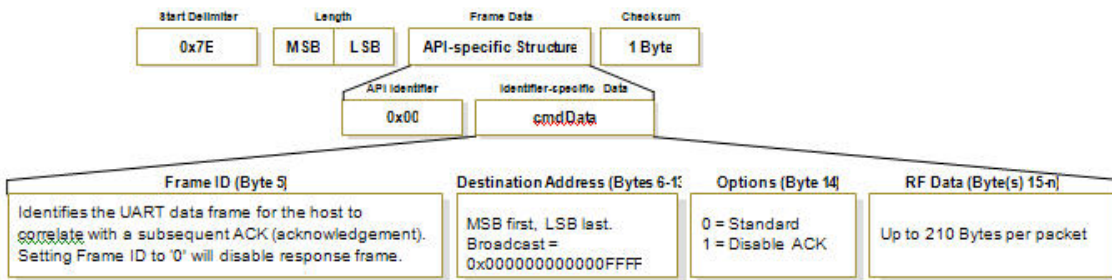 Start Delimiter Length Frame Data Checksum
0x7E MSB LSB API-specific Structure 1 Byte
API Identifier Identifier-specific Data
0x00 cmdData
Frame ID (Byte 5)
Identifies the UART data frame for the host to
correlate with a subsequent ACK (acknowledgement).
Setting Frame ID to '0' will disable response frame.
Destination Address (Bytes 6-13
MSB first, LSB last.
Broadcast =
0x000000000000FFFF
Options (Byte 14)
0 = Standard
1 = Disable ACK
RF Data (Byte(s) 15-n)
Up to 210 Bytes per packet